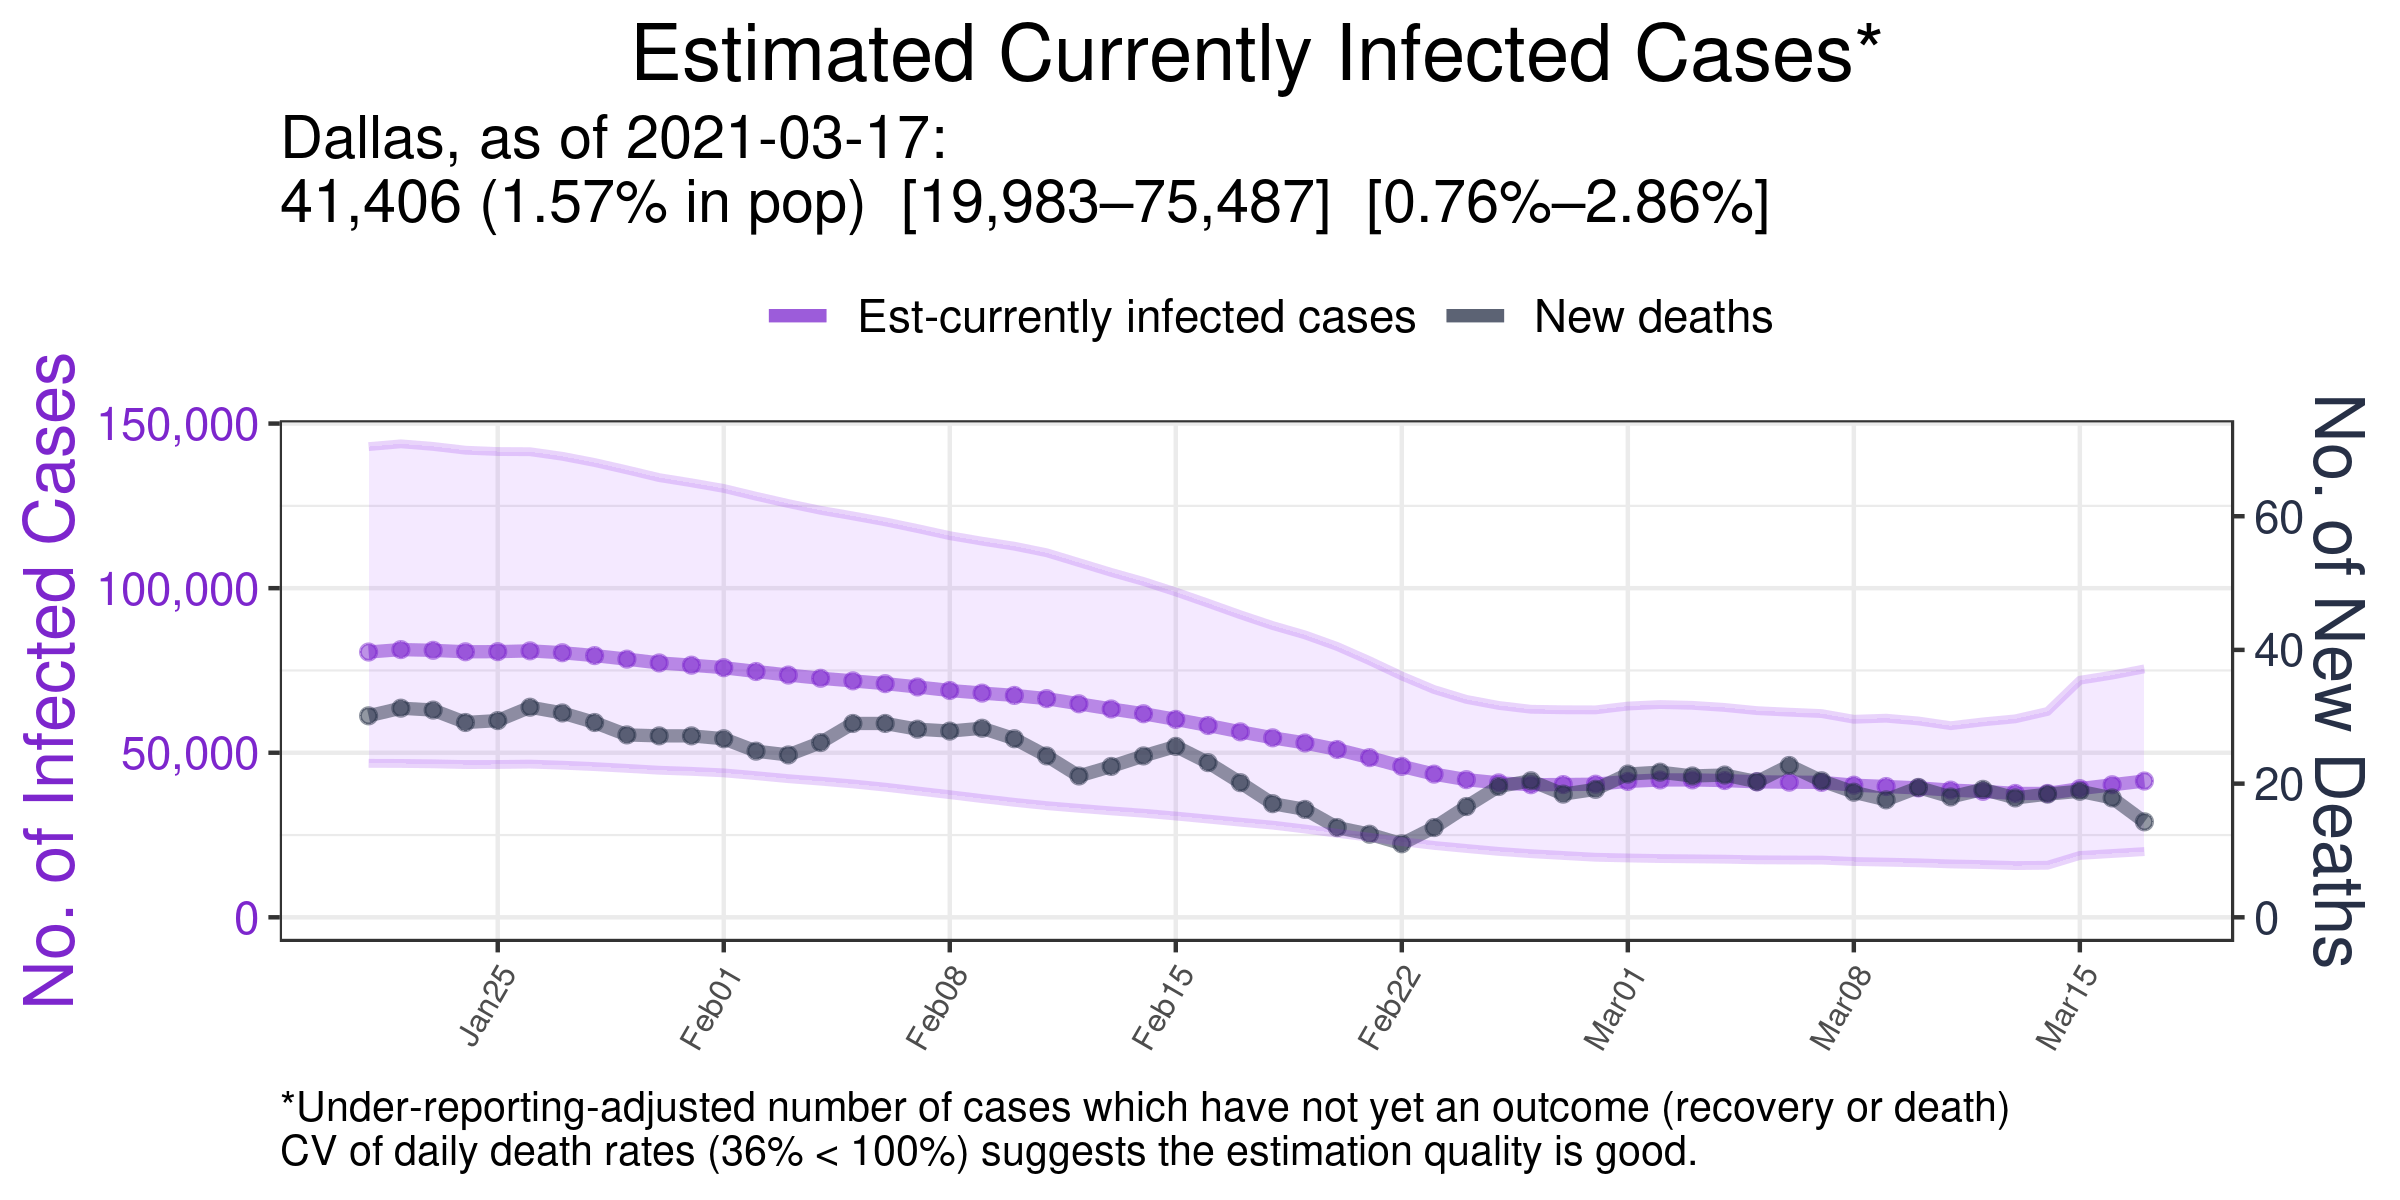 Estimated Currently Infected Cases*
Dallas, as of 2021-03-17:
41,406 (1.57% in pop)  [19,983–75,487]  [0.76%–2.86%]
Est-currently infected cases
New deaths
No. of Infected Cases
150,000
100,000
50,000
0
No. of New Deaths
60
40
20
0
Jan25
Feb01
Feb08
Feb15
Feb22
Mar01
Mar08
Mar15
*Under-reporting-adjusted number of cases which have not yet an outcome (recovery or death)
CV of daily death rates (36% < 100%) suggests the estimation quality is good.